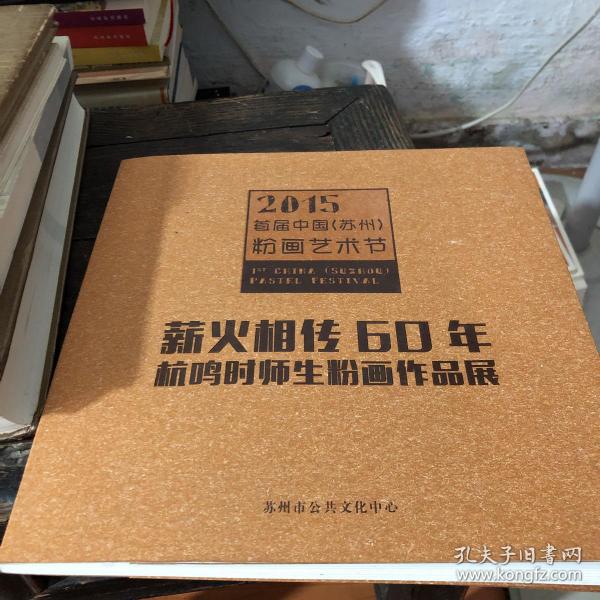 2015
首届中国(苏州)
粉画艺术节
1ST CHINA (SUZHOU)
PASTEL FESTIVAL
薪火相传60年
杭鸣时师生粉画作品展
苏州市公共文化中心
孔夫子旧书网
www.kongfz.com